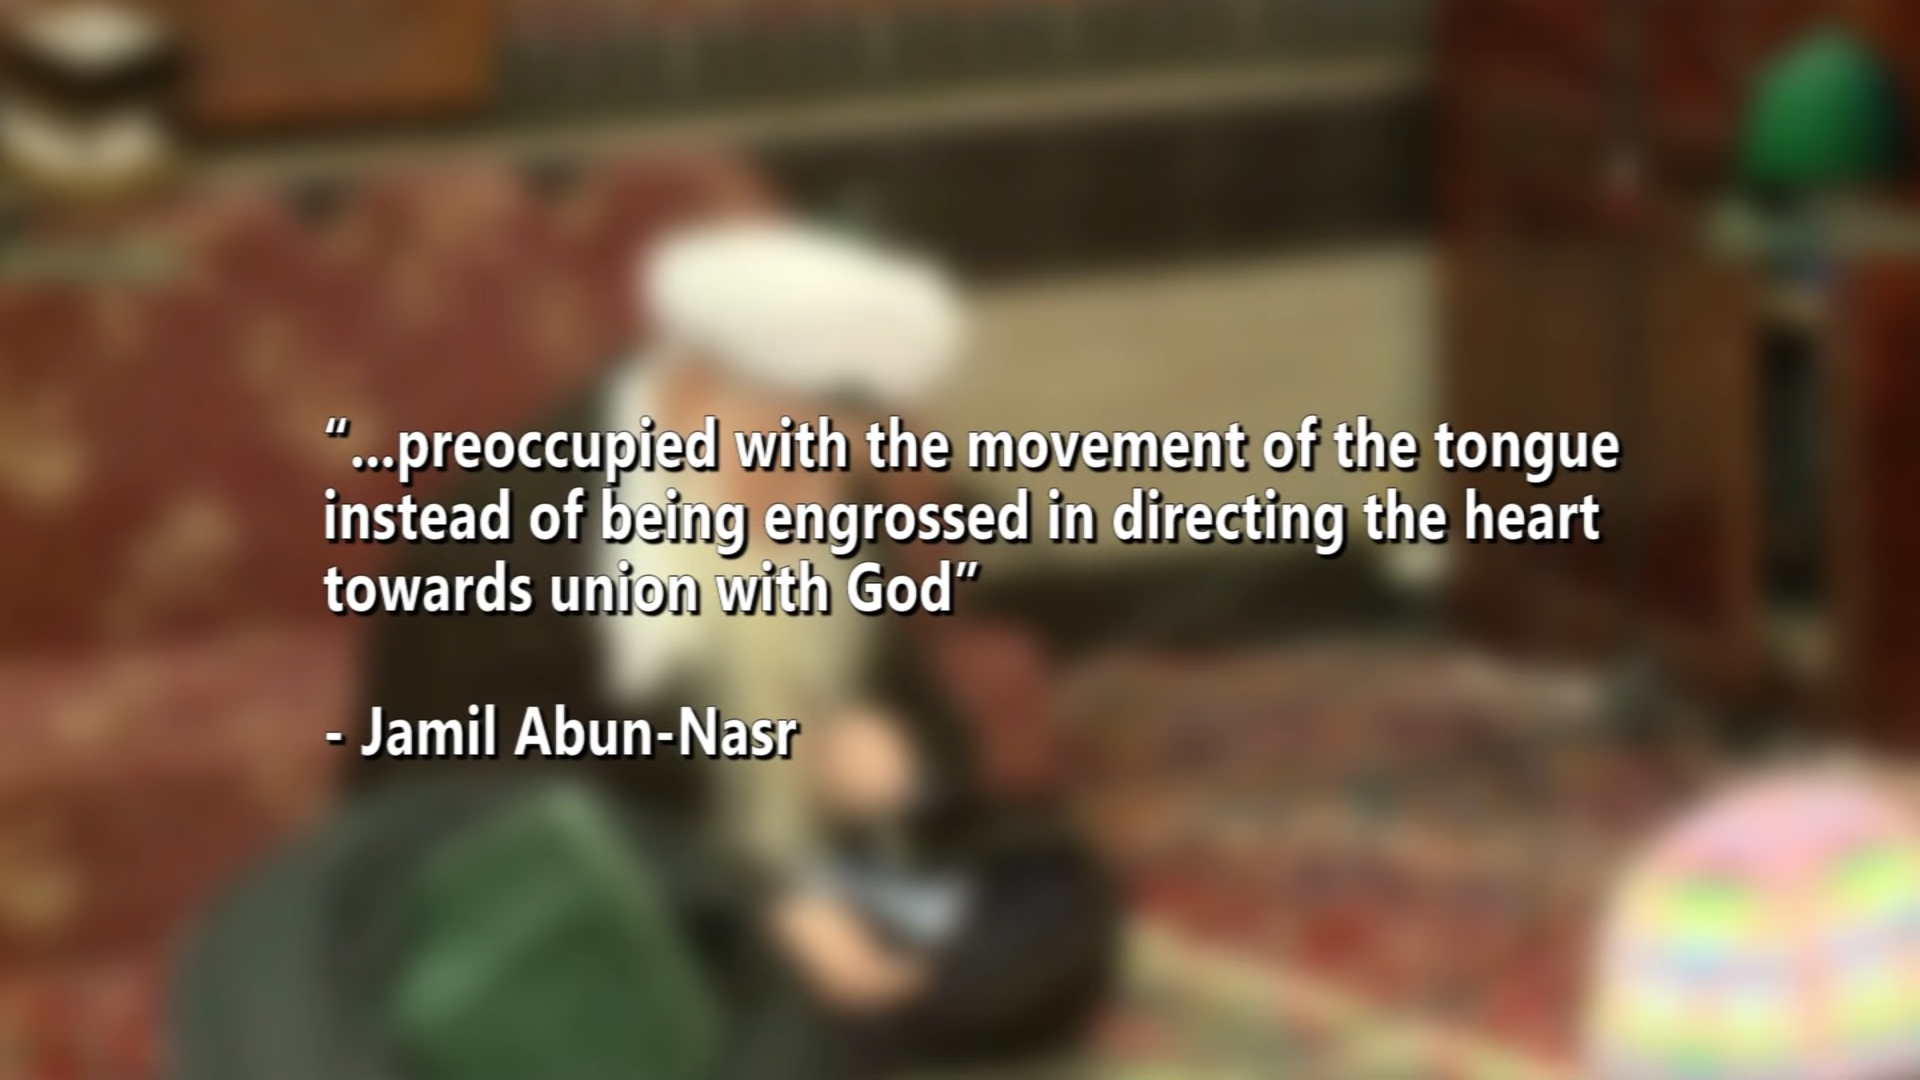 “...preoccupied with the movement of the tongue
instead of being engrossed in directing the heart
towards union with God”
- Jamil Abun-Nasr